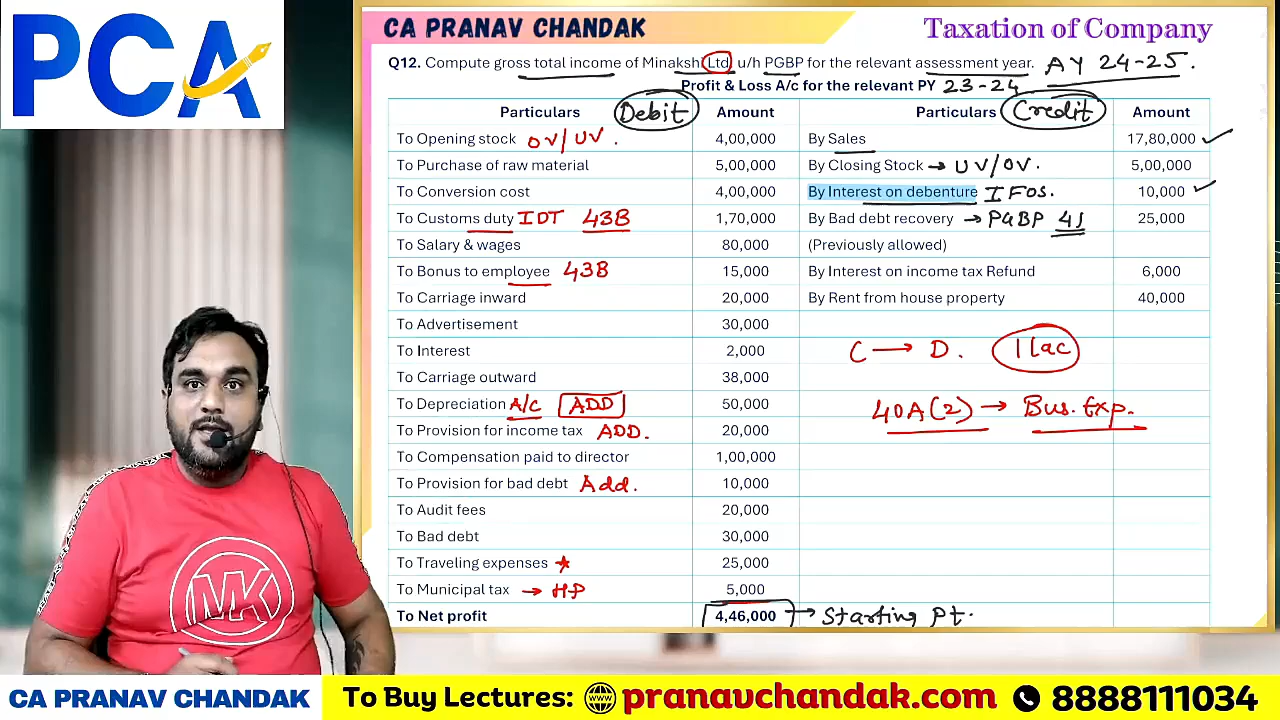 PCA
CA PRANAV CHANDAK
Taxation of Company
Q12. Compute gross total income of Minaksh Ltd u/h PGBP for the relevant assessment year. AY 24-25.
Profit & Loss A/c for the relevant PY 23-24
Particulars Debit Amount Particulars Credit Amount
To Opening stock OV/UV. 4,00,000 By Sales 17,80,000
To Purchase of raw material 5,00,000 By Closing Stock → UV/OV. 5,00,000
To Conversion cost 4,00,000 By Interest on debenture IFOS. 10,000
To Customs duty IDT 43B 1,70,000 By Bad debt recovery → PGBP 41 25,000
To Salary & wages 80,000 (Previously allowed)
To Bonus to employee 43B 15,000 By Interest on income tax Refund 6,000
To Carriage inward 20,000 By Rent from house property 40,000
To Advertisement 30,000
To Interest 2,000 C → D. 1 lac
To Carriage outward 38,000
To Depreciation A/C ADD 50,000 40A(2) → Bus. Exp.
To Provision for income tax ADD. 20,000
To Compensation paid to director 1,00,000
To Provision for bad debt Add. 10,000
To Audit fees 20,000
To Bad debt 30,000
To Traveling expenses 25,000
To Municipal tax → HP 5,000
To Net profit 4,46,000 → Starting Pt.
MK
CA PRANAV CHANDAK To Buy Lectures: pranavchandak.com 8888111034